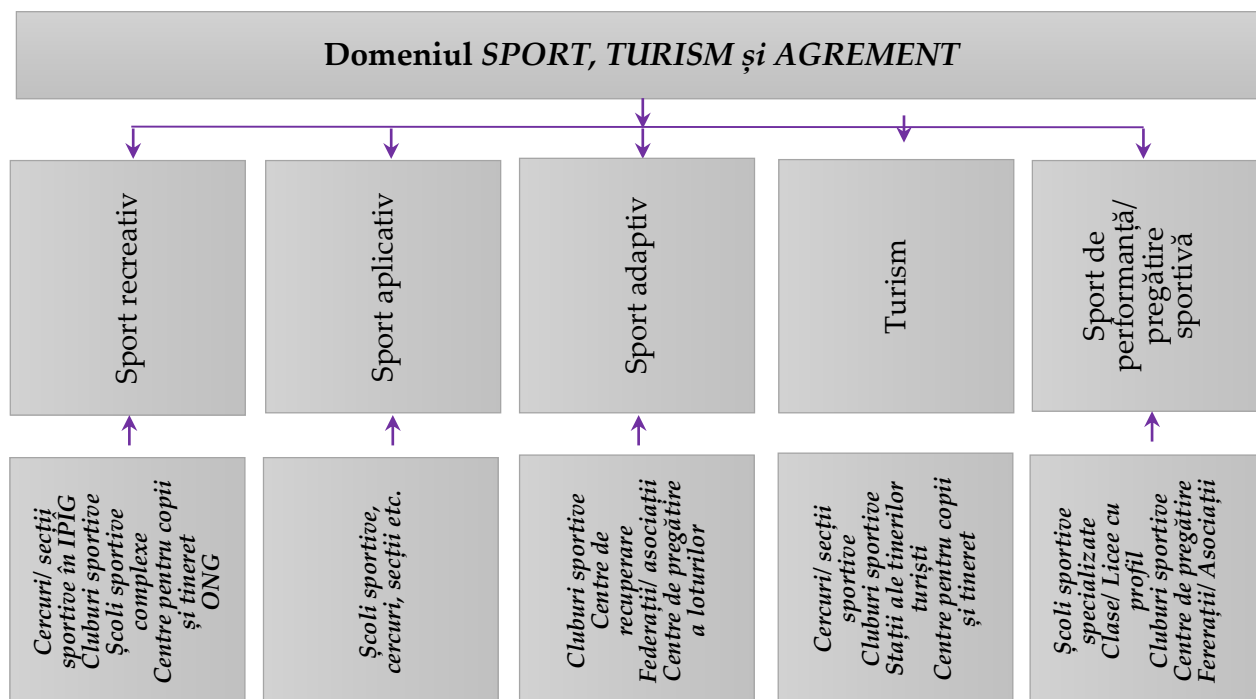 Domeniul SPORT, TURISM și AGREMENT
Sport recreativ
Sport aplicativ
Sport adaptiv
Turism
Sport de
performanță/
pregătire
sportivă
Cercuri/ secții
sportive în IPÎG
Cluburi sportive
Școli sportive
complexe
Centre pentru copii
și tineret
ONG
Școli sportive,
cercuri, secții etc.
Cluburi sportive
Centre de
recuperare
Federații/ asociații
Centre de pregătire
a loturilor
Cercuri/ secții
sportive
Cluburi sportive
Stații ale tinerilor
turiști
Centre pentru copii
și tineret
Școli sportive
specializate
Clase/ Licee cu
profil
Cluburi sportive
Centre de pregătire
Fererații/ Asociații